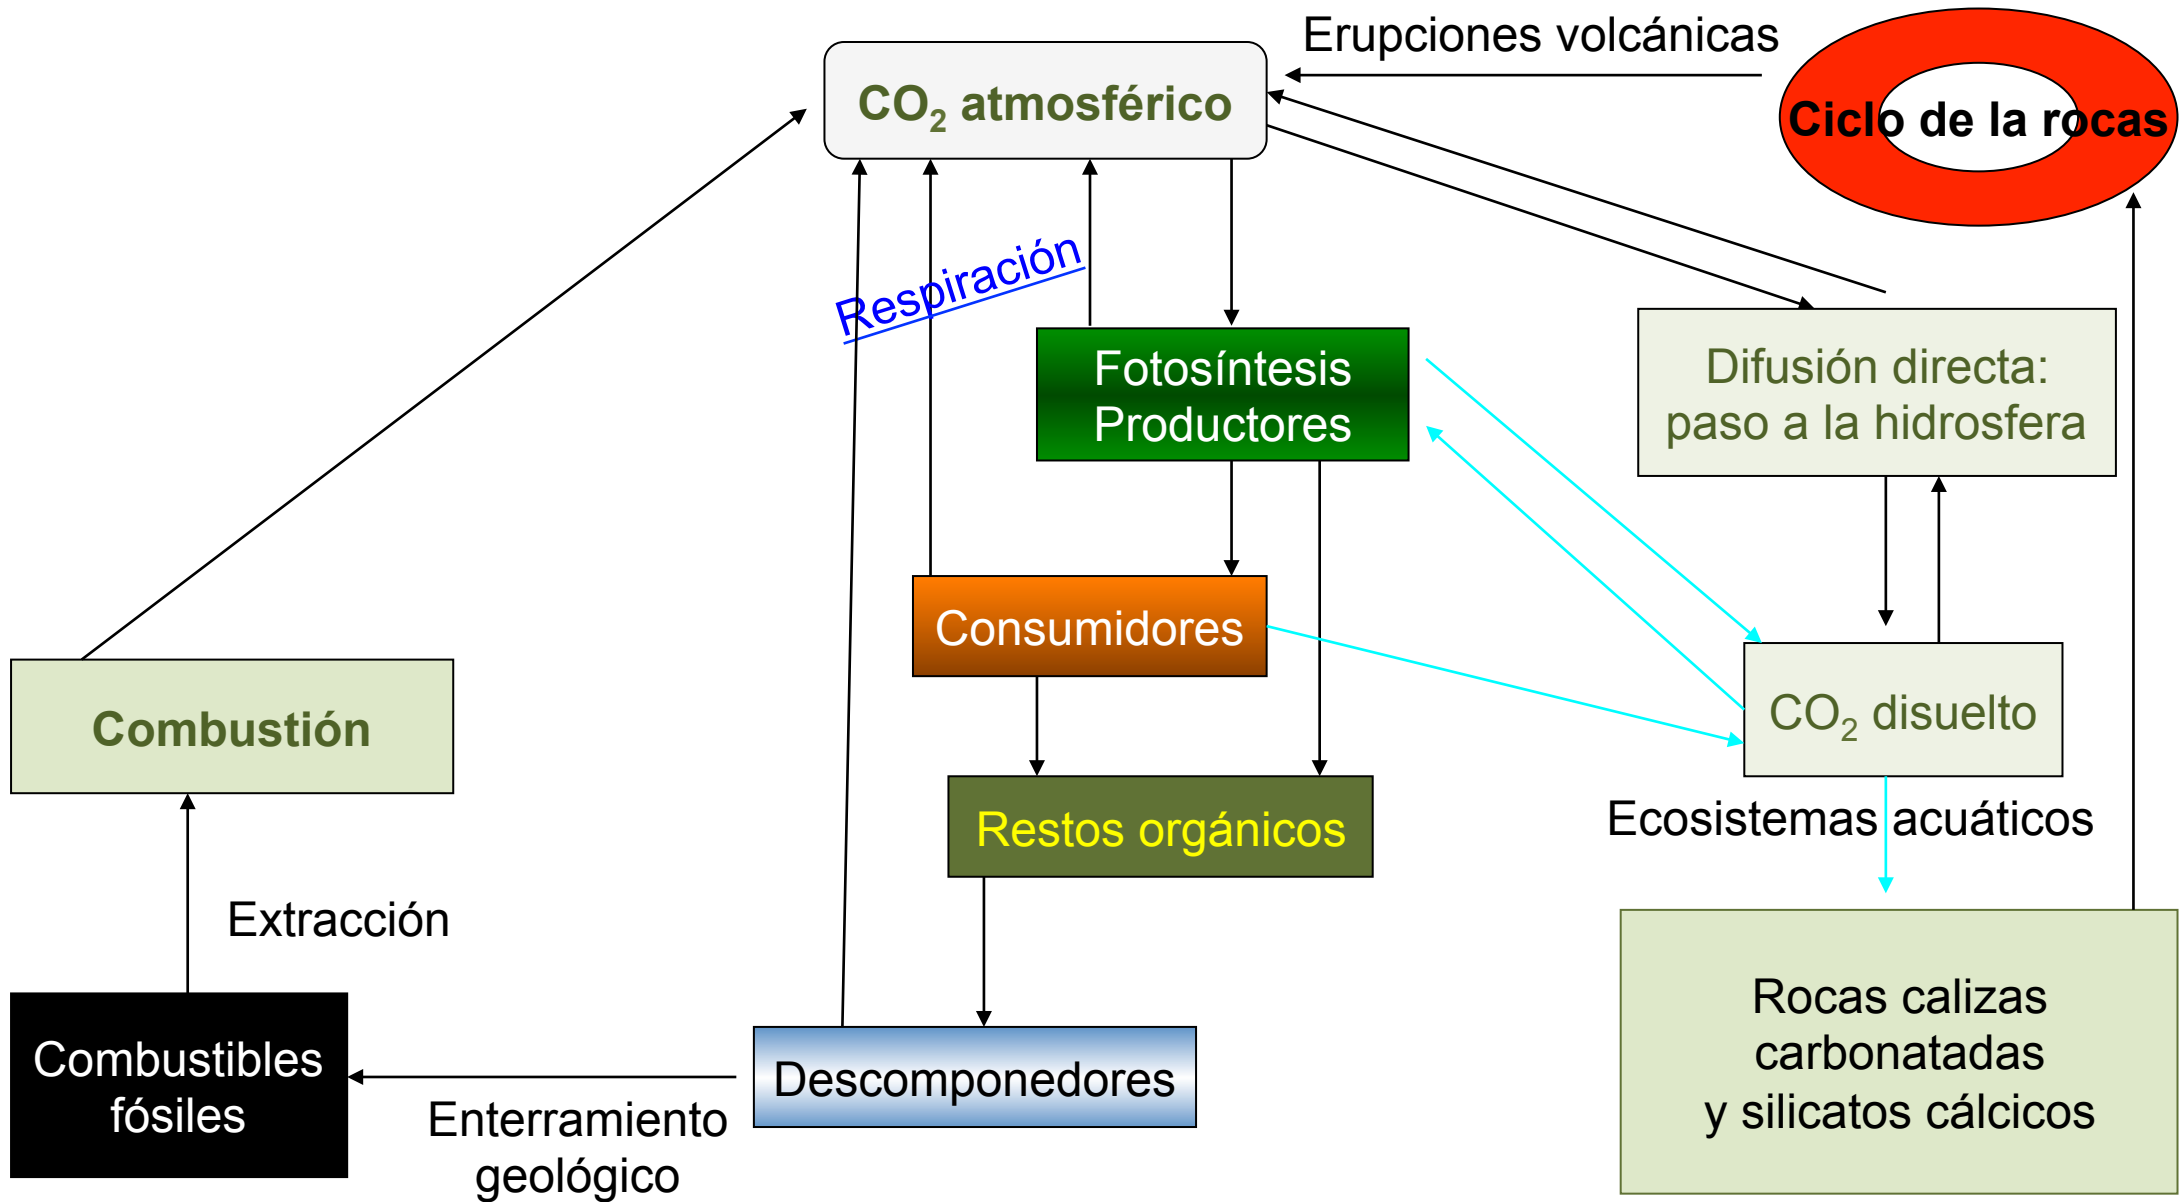 Erupciones volcánicas
CO₂ atmosférico
Ciclo de la rocas
Respiración
Fotosíntesis
Productores
Difusión directa:
paso a la hidrosfera
Consumidores
Combustión
CO₂ disuelto
Restos orgánicos
Ecosistemas acuáticos
Extracción
Rocas calizas
carbonatadas
y silicatos cálcicos
Combustibles
fósiles
Descomponedores
Enterramiento
geológico